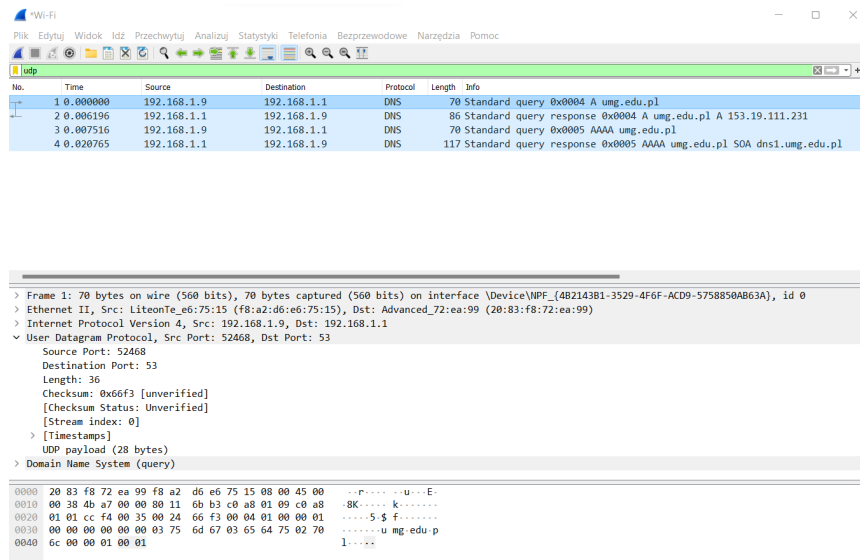 *Wi-Fi
Plik Edytuj Widok Idź Przechwytuj Analizuj Statystyki Telefonia Bezprzewodowe Narzędzia Pomoc
udp
No. Time Source Destination Protocol Length Info
1 0.000000 192.168.1.9 192.168.1.1 DNS 70 Standard query 0x0004 A umg.edu.pl
2 0.006196 192.168.1.1 192.168.1.9 DNS 86 Standard query response 0x0004 A umg.edu.pl A 153.19.111.231
3 0.007516 192.168.1.9 192.168.1.1 DNS 70 Standard query 0x0005 AAAA umg.edu.pl
4 0.020765 192.168.1.1 192.168.1.9 DNS 117 Standard query response 0x0005 AAAA umg.edu.pl SOA dns1.umg.edu.pl
Frame 1: 70 bytes on wire (560 bits), 70 bytes captured (560 bits) on interface \Device\NPF_{4B2143B1-3529-4F6F-ACD9-5758850AB63A}, id 0
Ethernet II, Src: LiteonTe_e6:75:15 (f8:a2:d6:e6:75:15), Dst: Advanced_72:ea:99 (20:83:f8:72:ea:99)
Internet Protocol Version 4, Src: 192.168.1.9, Dst: 192.168.1.1
User Datagram Protocol, Src Port: 52468, Dst Port: 53
Source Port: 52468
Destination Port: 53
Length: 36
Checksum: 0x66f3 [unverified]
[Checksum Status: Unverified]
[Stream index: 0]
[Timestamps]
UDP payload (28 bytes)
Domain Name System (query)
0000 20 83 f8 72 ea 99 f8 a2 d6 e6 75 15 08 00 45 00 ··r···· ··u···E·
0010 00 38 4b a7 00 00 80 11 6b b3 c0 a8 01 09 c0 a8 ·8K····· k·······
0020 01 01 cc f4 00 35 00 24 66 f3 00 04 01 00 00 01 ·····5·$ f·······
0030 00 00 00 00 00 00 03 75 6d 67 03 65 64 75 02 70 ·······u mg·edu·p
0040 6c 00 00 01 00 01 l·····